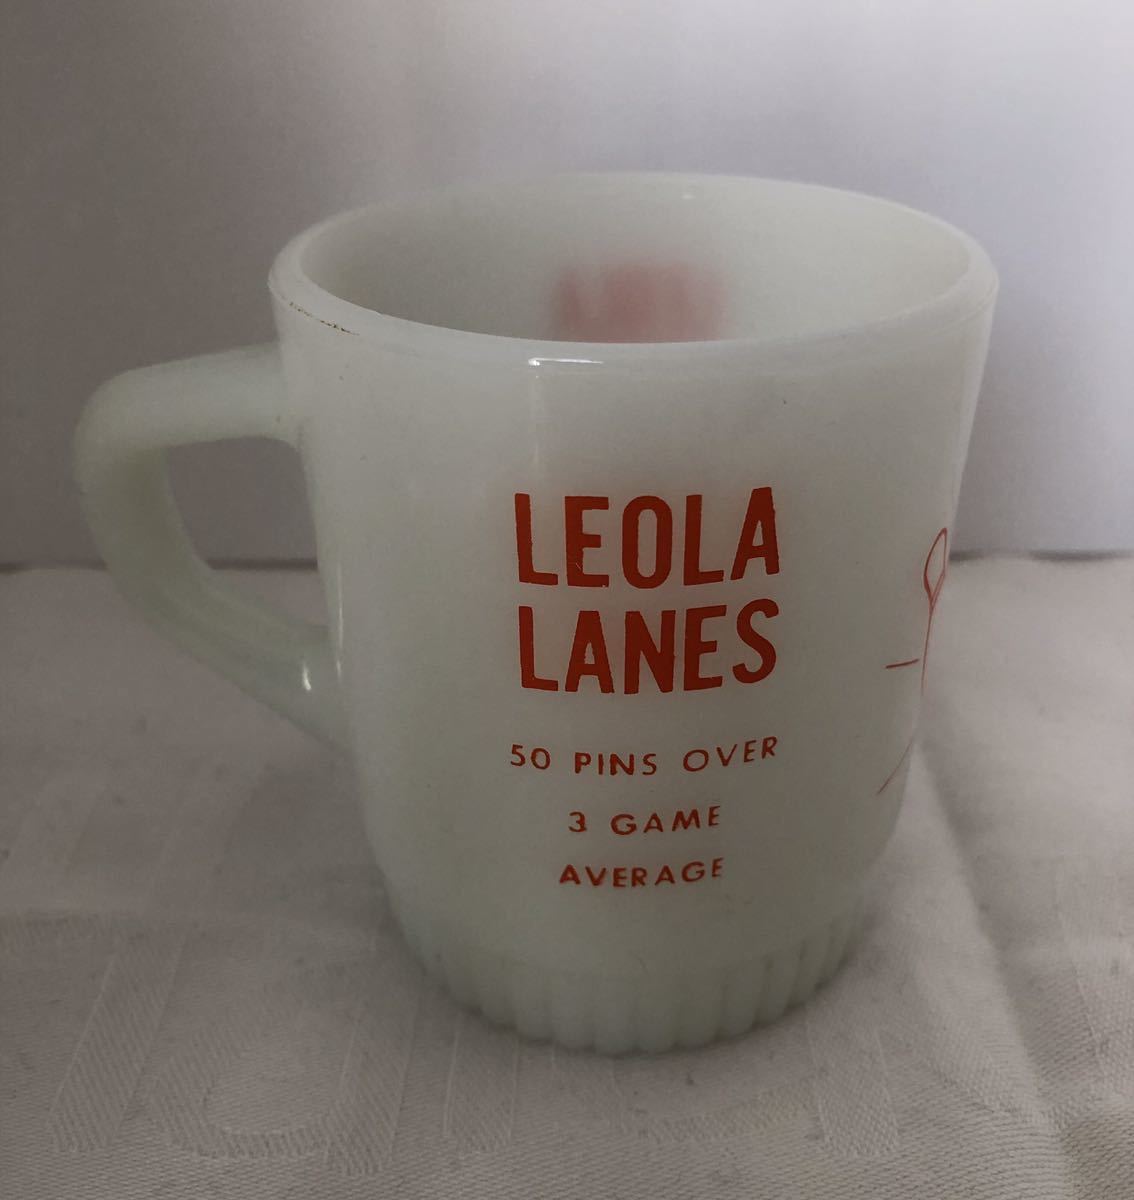 LEOLA
LANES
50 PINS OVER
3 GAME
AVERAGE